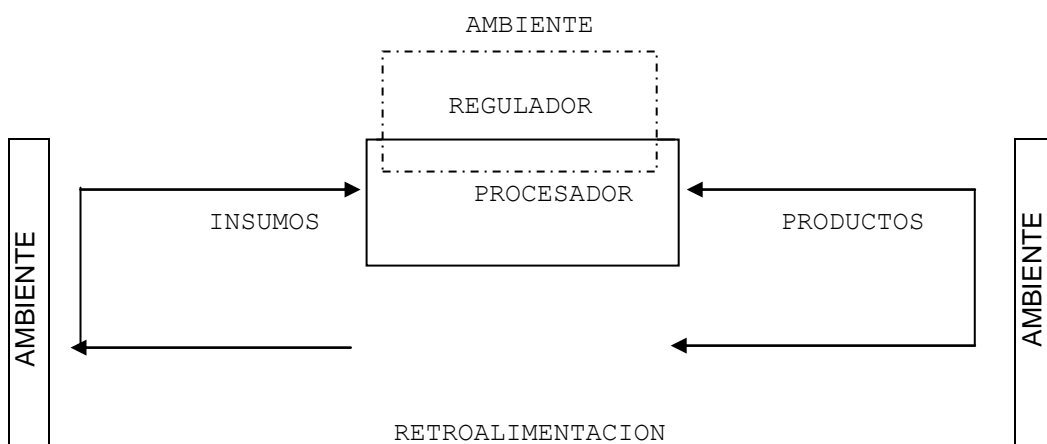 AMBIENTE
REGULADOR
PROCESADOR
INSUMOS
PRODUCTOS
AMBIENTE
AMBIENTE
RETROALIMENTACION